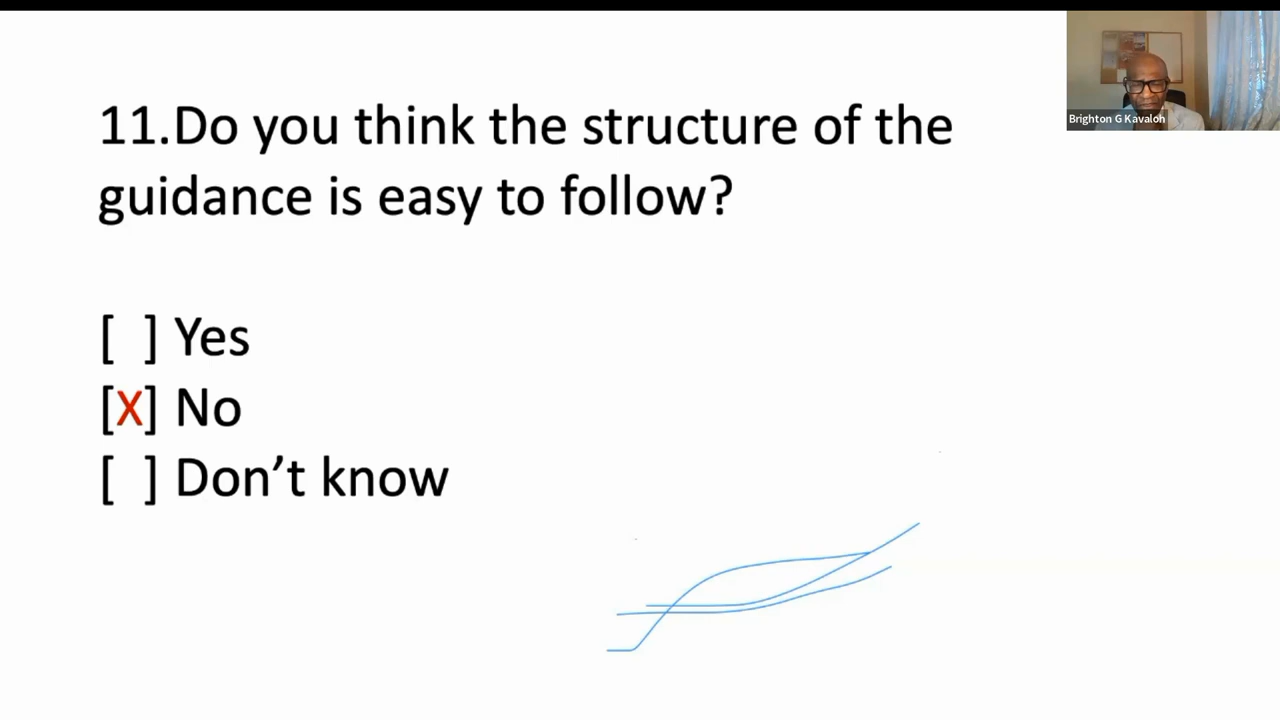 11.Do you think the structure of the
guidance is easy to follow?
[ ] Yes
[X] No
[ ] Don’t know
Brighton G Kavaloh